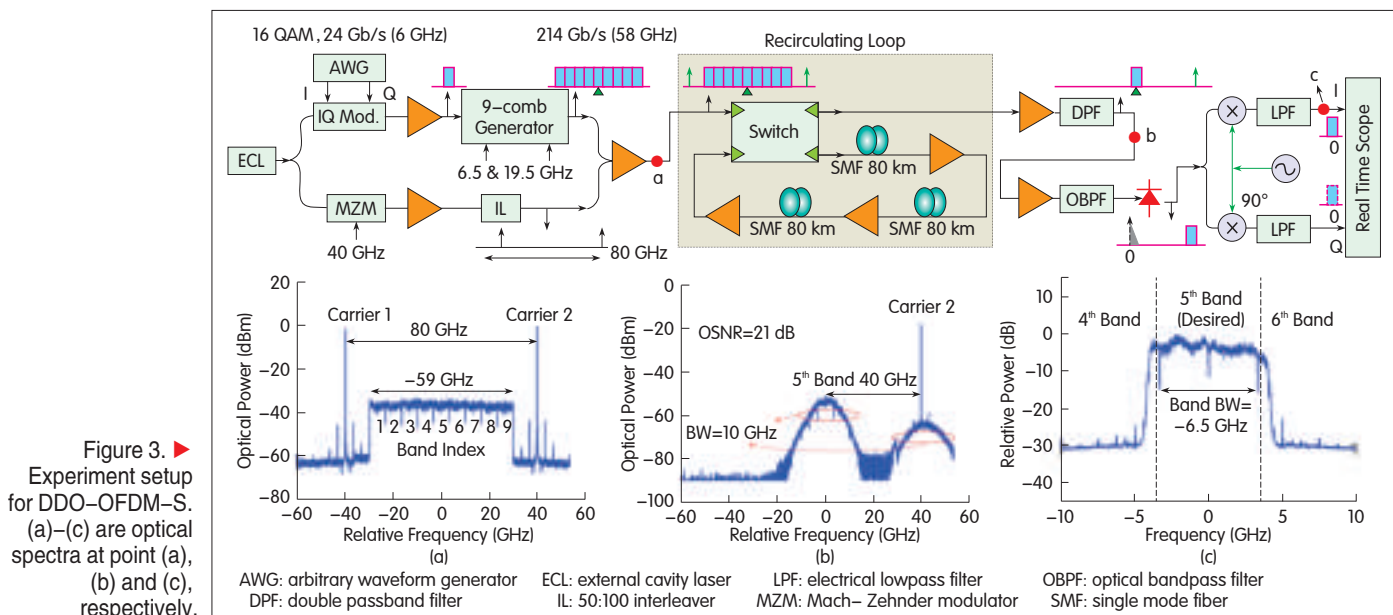 16 QAM, 24 Gb/s (6 GHz)
214 Gb/s (58 GHz)
Recirculating Loop
AWG
I
Q
IQ Mod.
9-comb
Generator
6.5 & 19.5 GHz
ECL
MZM
40 GHz
IL
80 GHz
a
Switch
SMF 80 km
SMF 80 km
SMF 80 km
DPF
b
OBPF
0
90°
LPF
c
I
0
0
LPF
Q
Real Time Scope
Optical Power (dBm)
20
0
-20
-40
-60
-80
Carrier 1
Carrier 2
80 GHz
~59 GHz
1 2 3 4 5 6 7 8 9
Band Index
-60 -40 -20 0 20 40 60
Relative Frequency (GHz)
(a)
Optical Power (dBm)
0
-20
-40
-60
-80
-100
OSNR=21 dB
Carrier 2
5th Band 40 GHz
BW=10 GHz
-60 -40 -20 0 20 40 60
Relative Frequency (GHz)
(b)
Relative Power (dB)
10
0
-10
-20
-30
-40
4th Band
5th Band
(Desired)
6th Band
Band BW=
~6.5 GHz
-10 -5 0 5 10
Frequency (GHz)
(c)
AWG: arbitrary waveform generator ECL: external cavity laser LPF: electrical lowpass filter OBPF: optical bandpass filter
DPF: double passband filter IL: 50:100 interleaver MZM: Mach- Zehnder modulator SMF: single mode fiber
Figure 3. ▶
Experiment setup
for DDO-OFDM-S.
(a)-(c) are optical
spectra at point (a),
(b) and (c),
respectively.